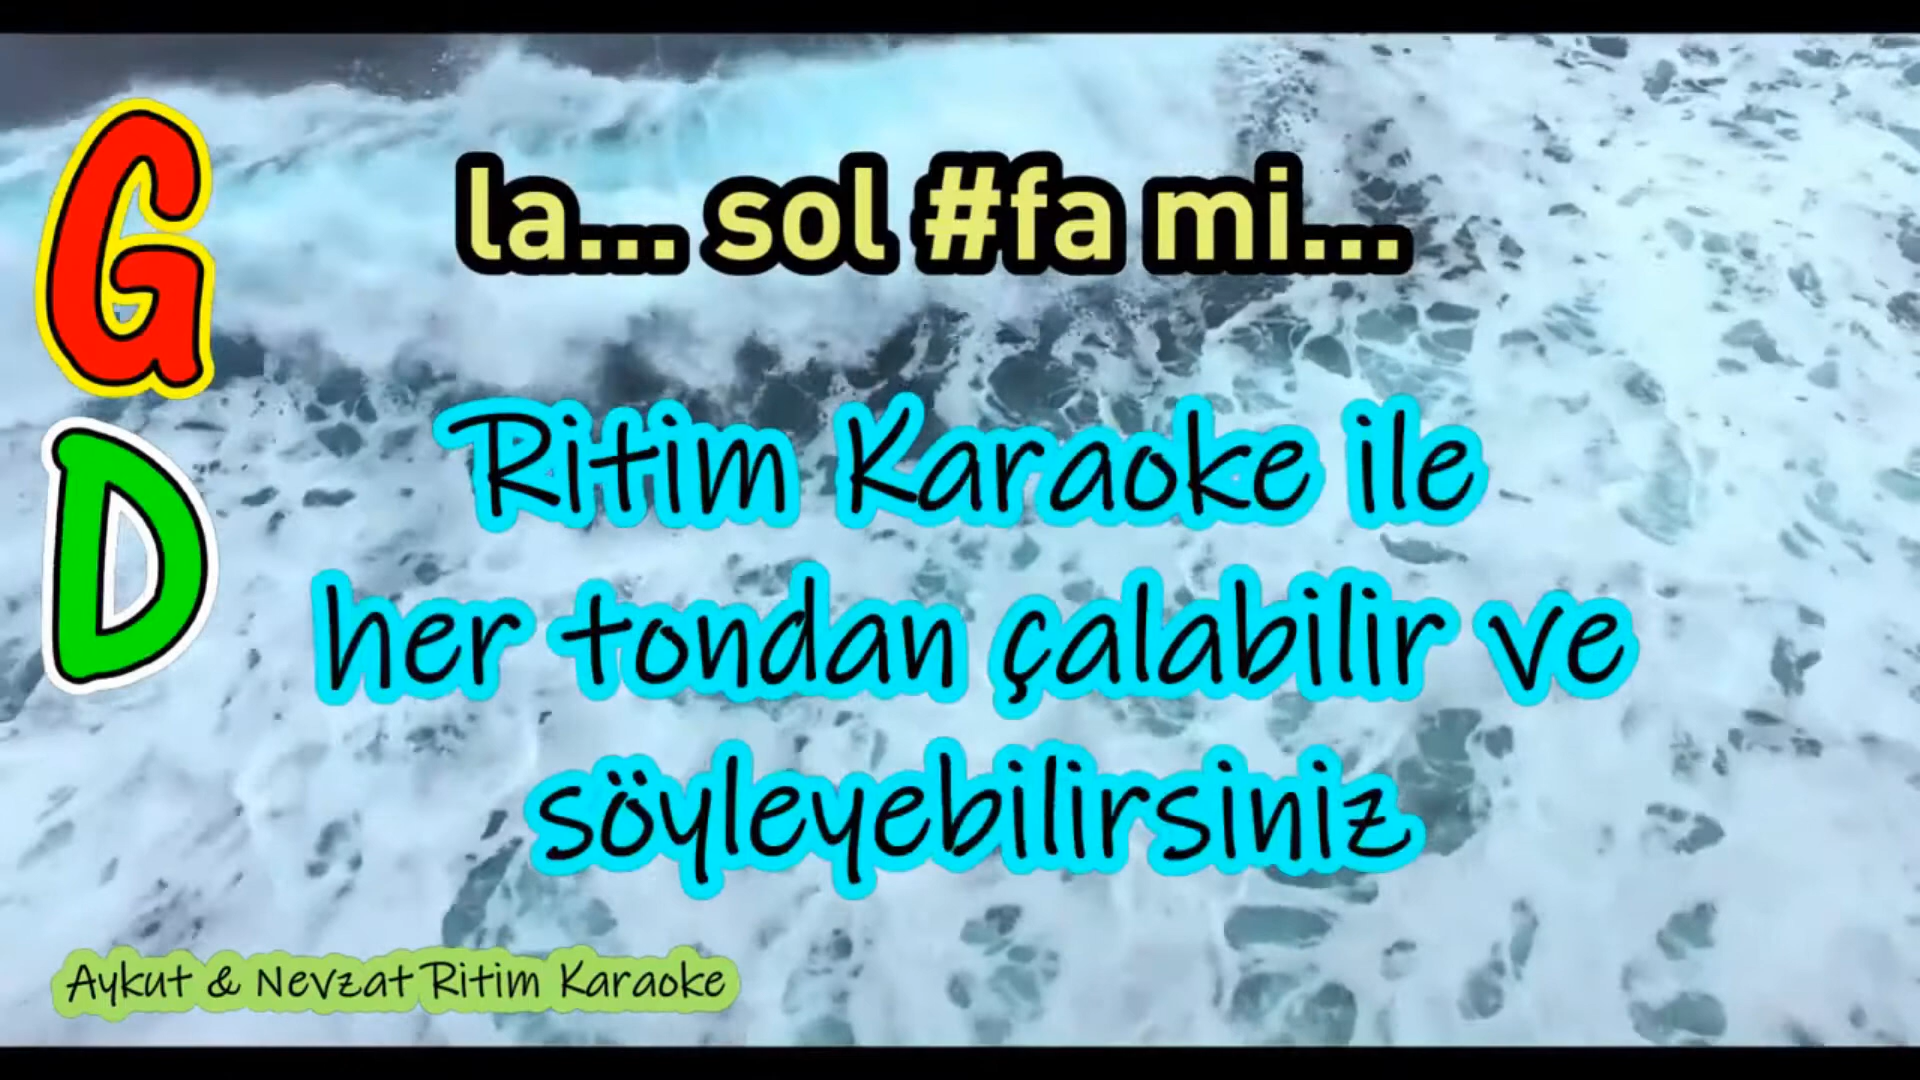 G
D
la... sol #fa mi...
Ritim Karaoke ile
her tondan çalabilir ve
söyleyebilirsiniz
Aykut & Nevzat Ritim Karaoke